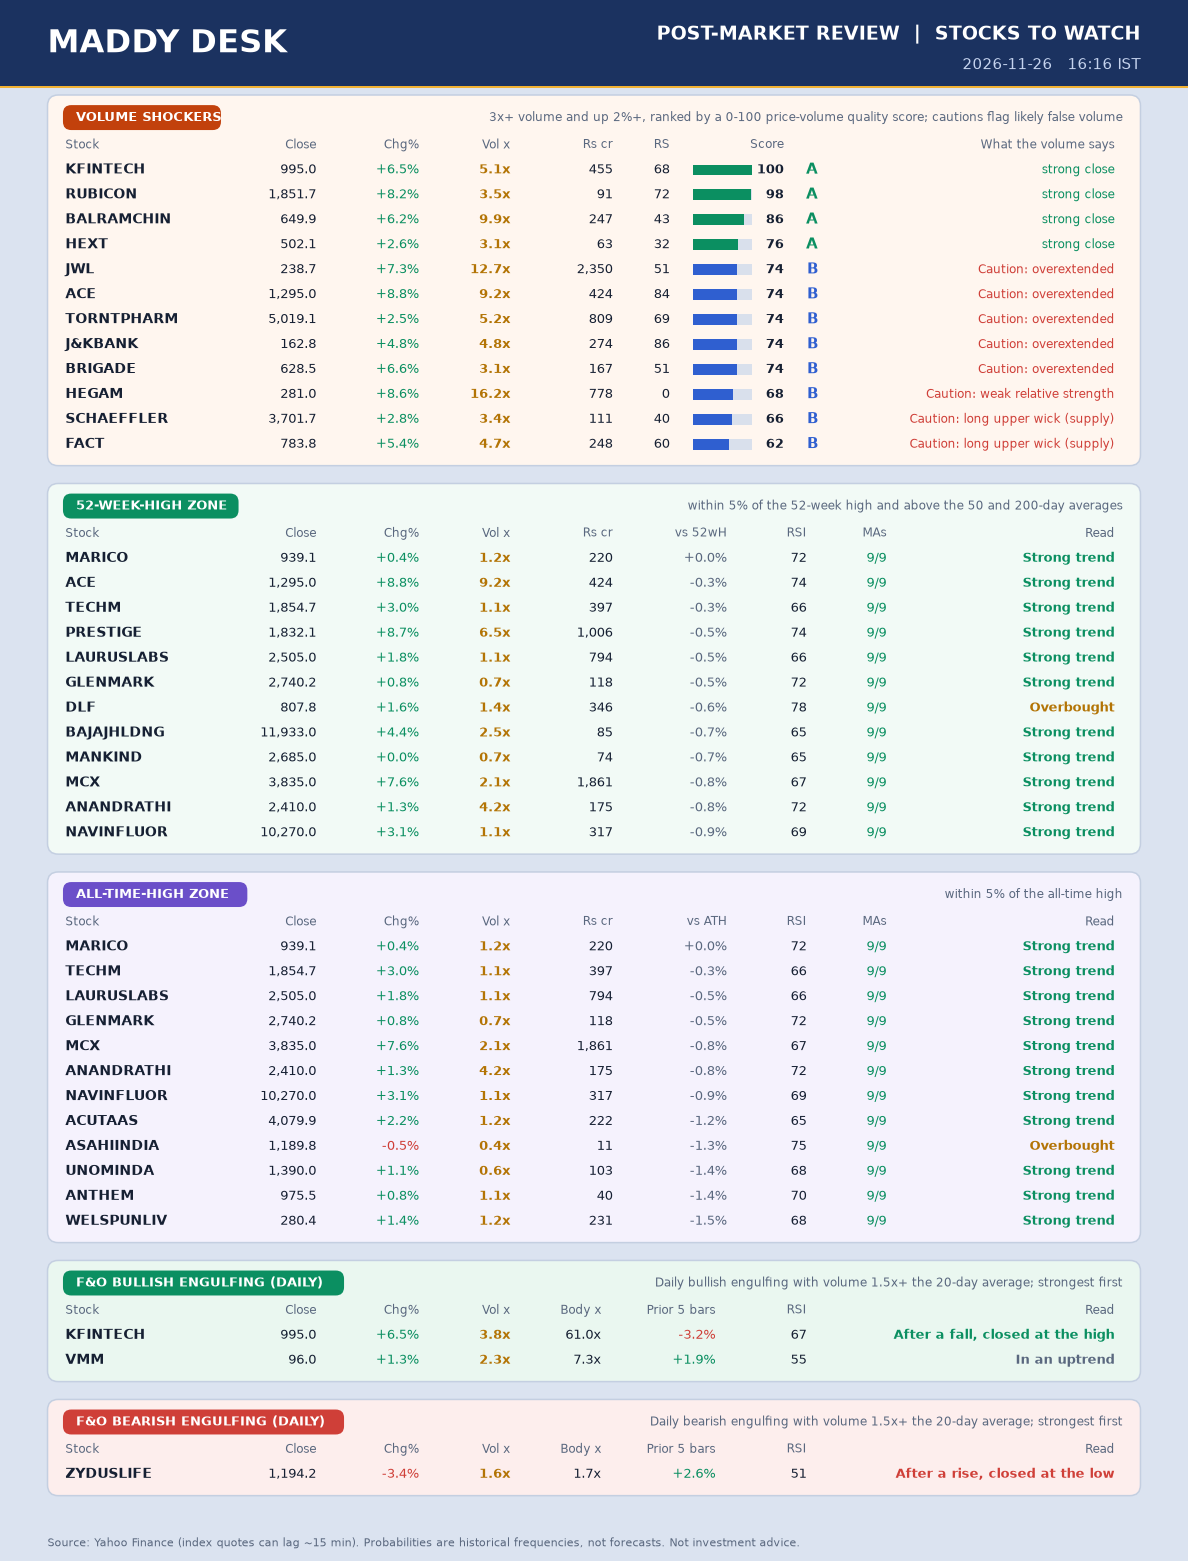 MADDY DESK
POST-MARKET REVIEW | STOCKS TO WATCH
2026-11-26 16:16 IST
VOLUME SHOCKERS 3x+ volume and up 2%+, ranked by a 0-100 price-volume quality score; cautions flag likely false volume
Stock Close Chg% Vol x Rs cr RS Score What the volume says
KFINTECH 995.0 +6.5% 5.1x 455 68 100 A strong close
RUBICON 1,851.7 +8.2% 3.5x 91 72 98 A strong close
BALRAMCHIN 649.9 +6.2% 9.9x 247 43 86 A strong close
HEXT 502.1 +2.6% 3.1x 63 32 76 A strong close
JWL 238.7 +7.3% 12.7x 2,350 51 74 B Caution: overextended
ACE 1,295.0 +8.8% 9.2x 424 84 74 B Caution: overextended
TORNTPHARM 5,019.1 +2.5% 5.2x 809 69 74 B Caution: overextended
J&KBANK 162.8 +4.8% 4.8x 274 86 74 B Caution: overextended
BRIGADE 628.5 +6.6% 3.1x 167 51 74 B Caution: overextended
HEGAM 281.0 +8.6% 16.2x 778 0 68 B Caution: weak relative strength
SCHAEFFLER 3,701.7 +2.8% 3.4x 111 40 66 B Caution: long upper wick (supply)
FACT 783.8 +5.4% 4.7x 248 60 62 B Caution: long upper wick (supply)
52-WEEK-HIGH ZONE within 5% of the 52-week high and above the 50 and 200-day averages
Stock Close Chg% Vol x Rs cr vs 52wH RSI MAs Read
MARICO 939.1 +0.4% 1.2x 220 +0.0% 72 9/9 Strong trend
ACE 1,295.0 +8.8% 9.2x 424 -0.3% 74 9/9 Strong trend
TECHM 1,854.7 +3.0% 1.1x 397 -0.3% 66 9/9 Strong trend
PRESTIGE 1,832.1 +8.7% 6.5x 1,006 -0.5% 74 9/9 Strong trend
LAURUSLABS 2,505.0 +1.8% 1.1x 794 -0.5% 66 9/9 Strong trend
GLENMARK 2,740.2 +0.8% 0.7x 118 -0.5% 72 9/9 Strong trend
DLF 807.8 +1.6% 1.4x 346 -0.6% 78 9/9 Overbought
BAJAJHLDNG 11,933.0 +4.4% 2.5x 85 -0.7% 65 9/9 Strong trend
MANKIND 2,685.0 +0.0% 0.7x 74 -0.7% 65 9/9 Strong trend
MCX 3,835.0 +7.6% 2.1x 1,861 -0.8% 67 9/9 Strong trend
ANANDRATHI 2,410.0 +1.3% 4.2x 175 -0.8% 72 9/9 Strong trend
NAVINFLUOR 10,270.0 +3.1% 1.1x 317 -0.9% 69 9/9 Strong trend
ALL-TIME-HIGH ZONE within 5% of the all-time high
Stock Close Chg% Vol x Rs cr vs ATH RSI MAs Read
MARICO 939.1 +0.4% 1.2x 220 +0.0% 72 9/9 Strong trend
TECHM 1,854.7 +3.0% 1.1x 397 -0.3% 66 9/9 Strong trend
LAURUSLABS 2,505.0 +1.8% 1.1x 794 -0.5% 66 9/9 Strong trend
GLENMARK 2,740.2 +0.8% 0.7x 118 -0.5% 72 9/9 Strong trend
MCX 3,835.0 +7.6% 2.1x 1,861 -0.8% 67 9/9 Strong trend
ANANDRATHI 2,410.0 +1.3% 4.2x 175 -0.8% 72 9/9 Strong trend
NAVINFLUOR 10,270.0 +3.1% 1.1x 317 -0.9% 69 9/9 Strong trend
ACUTAAS 4,079.9 +2.2% 1.2x 222 -1.2% 65 9/9 Strong trend
ASAHIINDIA 1,189.8 -0.5% 0.4x 11 -1.3% 75 9/9 Overbought
UNOMINDA 1,390.0 +1.1% 0.6x 103 -1.4% 68 9/9 Strong trend
ANTHEM 975.5 +0.8% 1.1x 40 -1.4% 70 9/9 Strong trend
WELSPUNLIV 280.4 +1.4% 1.2x 231 -1.5% 68 9/9 Strong trend
F&O BULLISH ENGULFING (DAILY) Daily bullish engulfing with volume 1.5x+ the 20-day average; strongest first
Stock Close Chg% Vol x Body x Prior 5 bars RSI Read
KFINTECH 995.0 +6.5% 3.8x 61.0x -3.2% 67 After a fall, closed at the high
VMM 96.0 +1.3% 2.3x 7.3x +1.9% 55 In an uptrend
F&O BEARISH ENGULFING (DAILY) Daily bearish engulfing with volume 1.5x+ the 20-day average; strongest first
Stock Close Chg% Vol x Body x Prior 5 bars RSI Read
ZYDUSLIFE 1,194.2 -3.4% 1.6x 1.7x +2.6% 51 After a rise, closed at the low
Source: Yahoo Finance (index quotes can lag ~15 min). Probabilities are historical frequencies, not forecasts. Not investment advice.